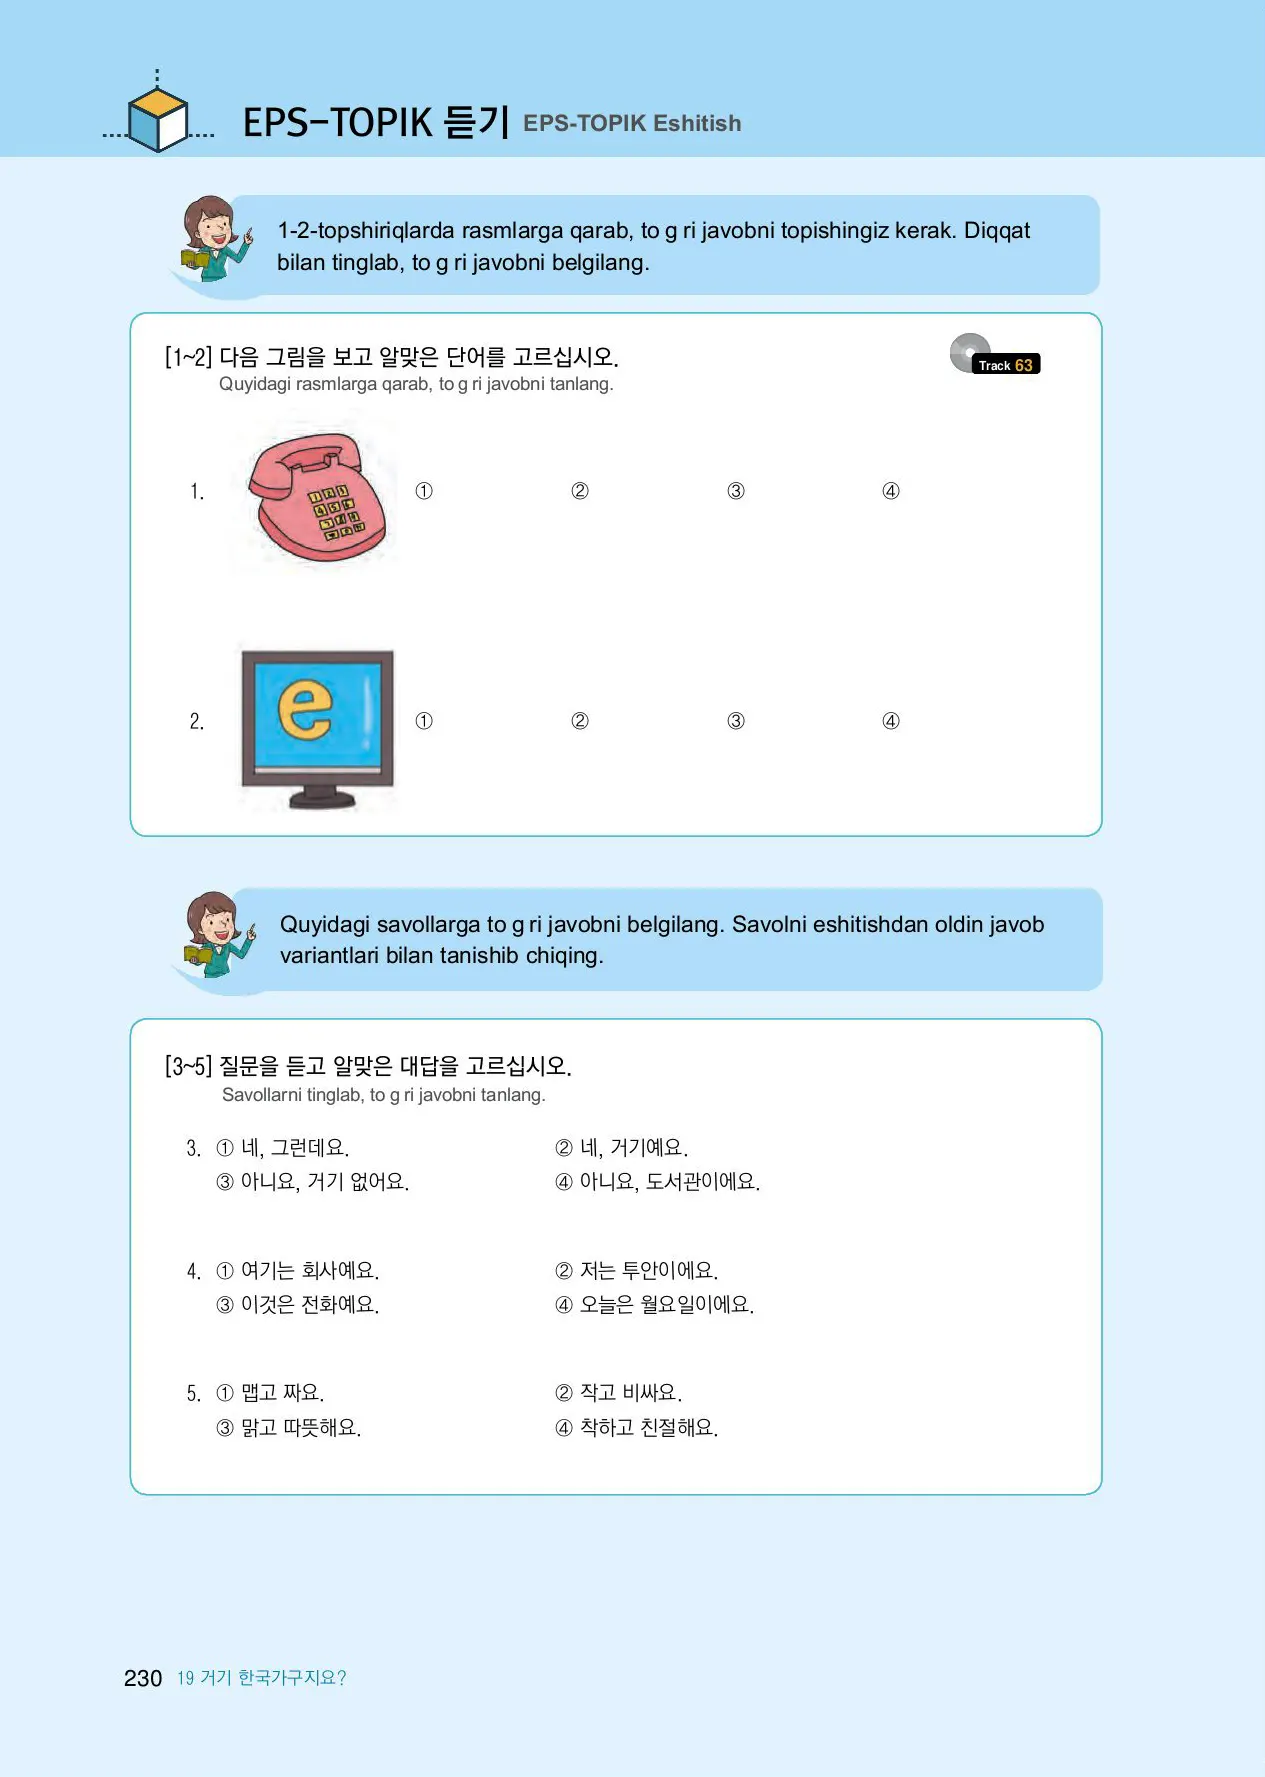 EPS-TOPIK 듣기 EPS-TOPIK Eshitish
1-2-topshiriqlarda rasmlarga qarab, to g ri javobni topishingiz kerak. Diqqat
bilan tinglab, to g ri javobni belgilang.
[1~2] 다음 그림을 보고 알맞은 단어를 고르십시오.
Track 63
Quyidagi rasmlarga qarab, to g ri javobni tanlang.
1. ① ② ③ ④
2. ① ② ③ ④
e
Quyidagi savollarga to g ri javobni belgilang. Savolni eshitishdan oldin javob
variantlari bilan tanishib chiqing.
[3~5] 질문을 듣고 알맞은 대답을 고르십시오.
Savollarni tinglab, to g ri javobni tanlang.
3. ① 네, 그런데요. ② 네, 거기예요.
③ 아니요, 거기 없어요. ④ 아니요, 도서관이에요.
4. ① 여기는 회사예요. ② 저는 투안이에요.
③ 이것은 전화예요. ④ 오늘은 월요일이에요.
5. ① 맵고 짜요. ② 작고 비싸요.
③ 맑고 따뜻해요. ④ 착하고 친절해요.
230 19 거기 한국가구지요?